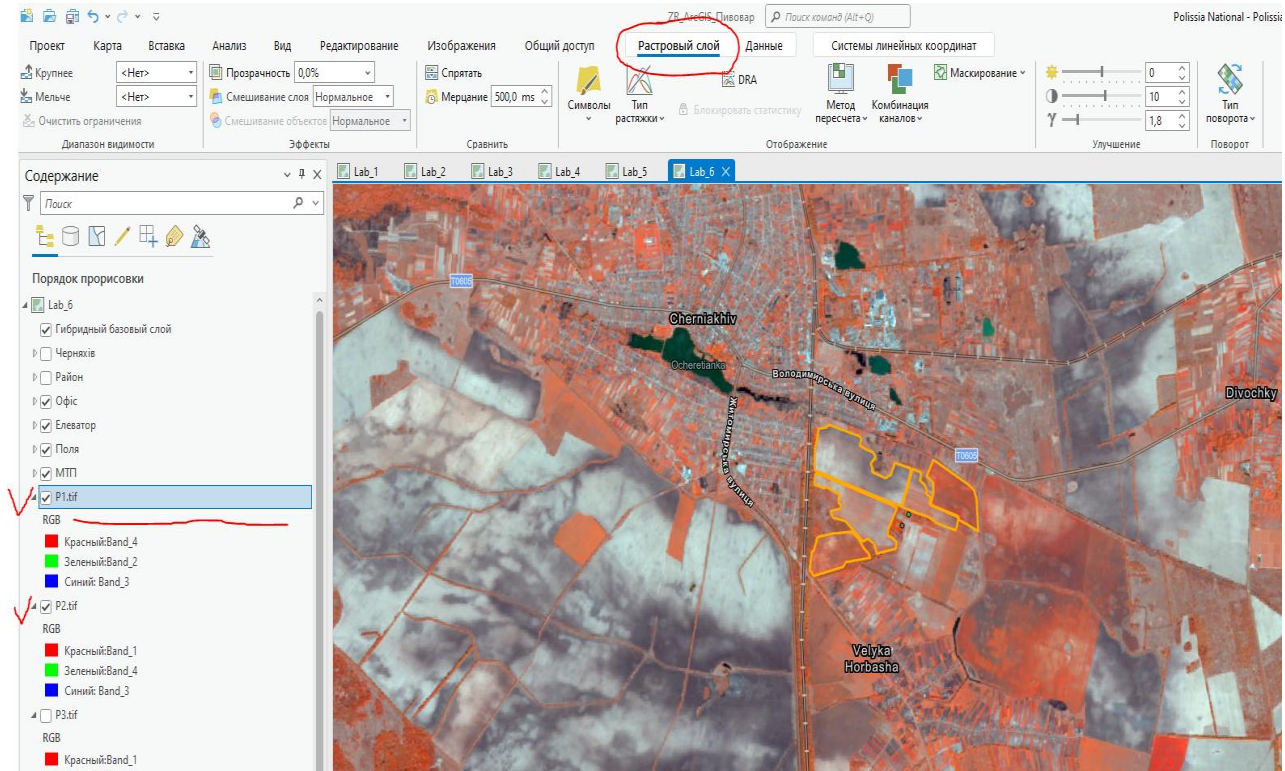 ZR_ArcGIS_Пивовар
Поиск команд (Alt+Q)
Polissia National - Polissia
Проект Карта Вставка Анализ Вид Редактирование Изображения Общий доступ Растровый слой Данные Системы линейных координат
Крупнее <Нет> Прозрачность 0,0% Спрятать DRA Маскирование 0
Мельче <Нет> Смешивание слоя Нормальное Мерцание 500,0 ms Символы Тип растяжки Блокировать статистику Метод пересчета Комбинация каналов 10 Тип поворота
Очистить ограничения Смешивание объектов Нормальное γ 1,8
Диапазон видимости Эффекты Сравнить Отображение Улучшение Поворот
Содержание
Lab_1 Lab_2 Lab_3 Lab_4 Lab_5 Lab_6
Поиск
Порядок прорисовки
Lab_6
Гибридный базовый слой
Черняхів
Район
Офіс
Елеватор
Поля
МТП
P1.tif
RGB
Красный:Band_4
Зеленый:Band_2
Синий: Band_3
P2.tif
RGB
Красный:Band_1
Зеленый:Band_4
Синий: Band_3
P3.tif
RGB
Красный:Band_1
T0605
Cherniakhiv
Ocheretianka
Володимирська вулиця
Divochky
Житомирська вулиця
T0605
Velyka
Horbasha